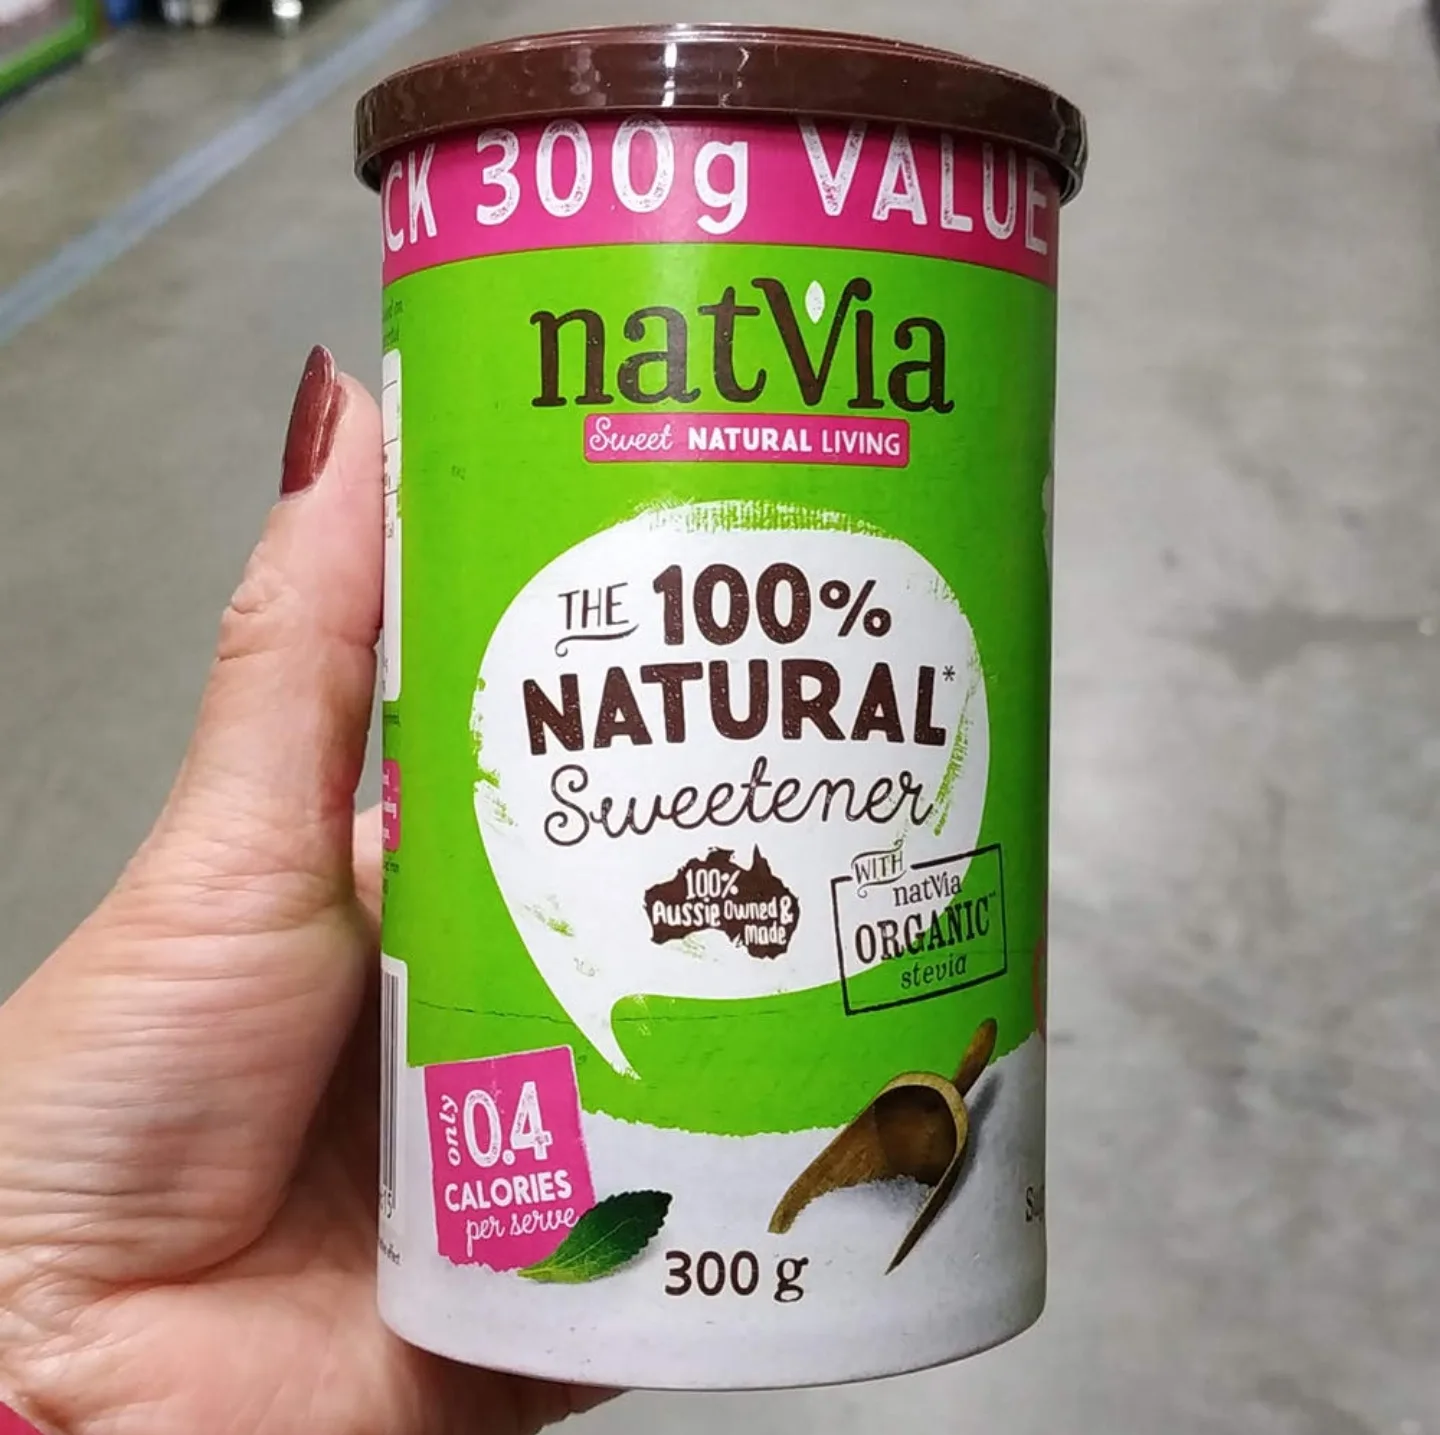 CK 300g VALUE
natVia
Sweet NATURAL LIVING
THE 100%
NATURAL*
Sweetener
100%
Aussie Owned &
Made
WITH
natVia
ORGANIC™
stevia
only
0.4
CALORIES
per serve
300 g